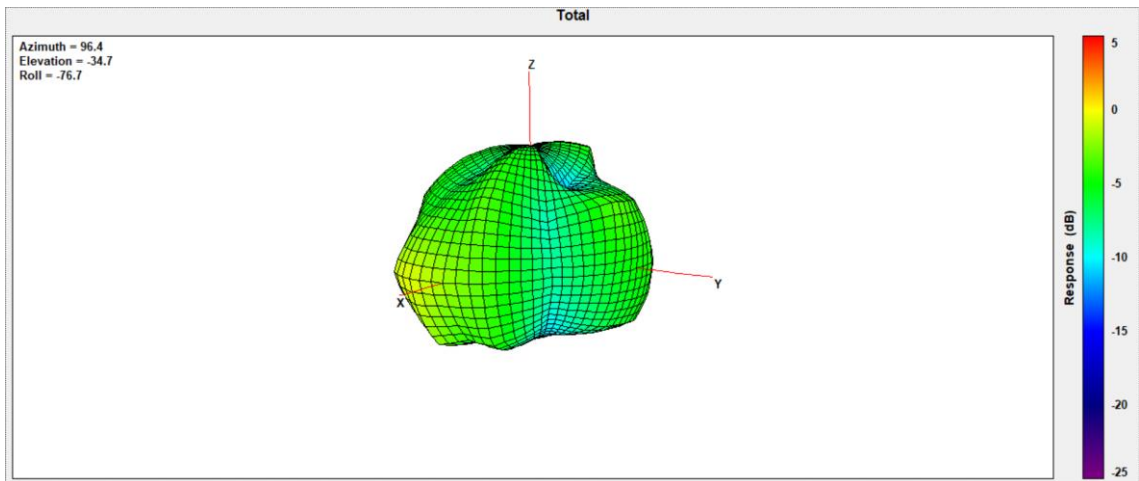 Total
Azimuth = 96.4
Elevation = -34.7
Roll = -76.7
Z
Y
X
5
0
-5
-10
-15
-20
-25
Response (dB)